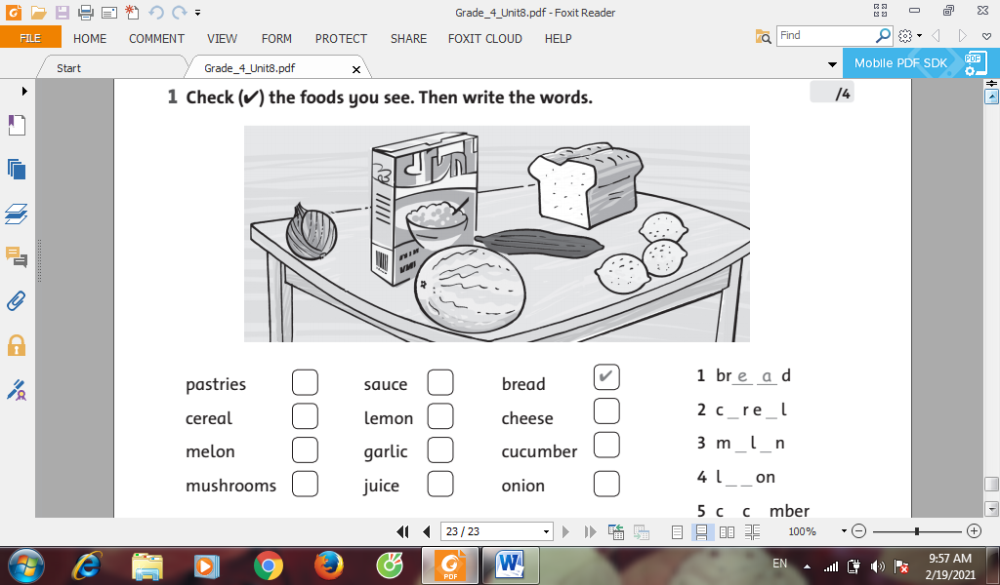 Grade_4_Unit8.pdf - Foxit Reader
FILE HOME COMMENT VIEW FORM PROTECT SHARE FOXIT CLOUD HELP
Find
Start
Grade_4_Unit8.pdf
Mobile PDF SDK
PDF
1 Check (✔) the foods you see. Then write the words.
/4
pastries sauce bread ✔
cereal lemon cheese
melon garlic cucumber
mushrooms juice onion
1 br e a d
2 c _ r e _ l
3 m _ l _ n
4 l _ _ on
5 c _ c _ mber
23 / 23
100%
PDF
EN
9:57 AM
2/19/2021